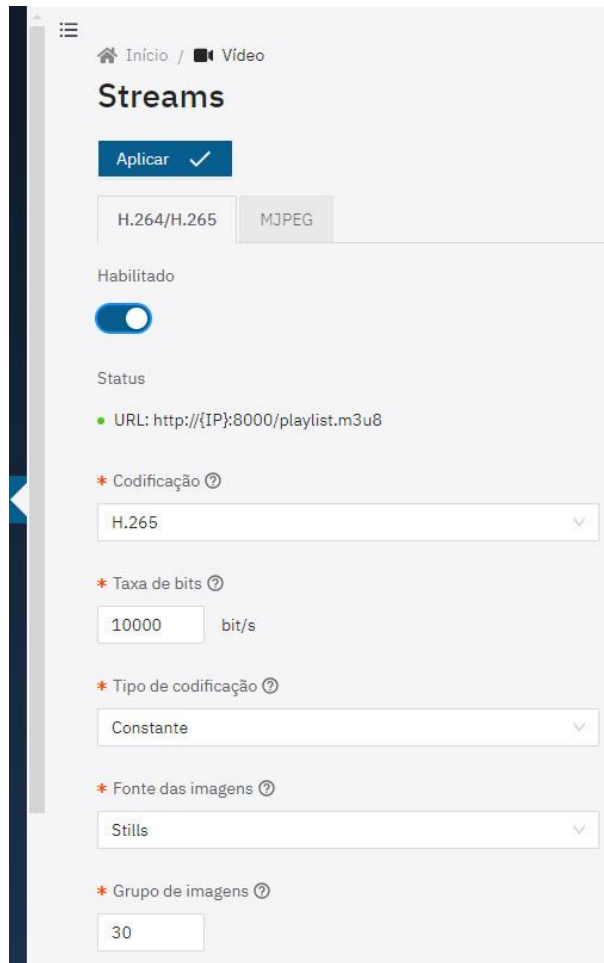 Início / Vídeo
Streams
Aplicar
H.264/H.265 MJPEG
Habilitado
Status
• URL: http://{IP}:8000/playlist.m3u8
* Codificação
H.265
* Taxa de bits
10000 bit/s
* Tipo de codificação
Constante
* Fonte das imagens
Stills
* Grupo de imagens
30